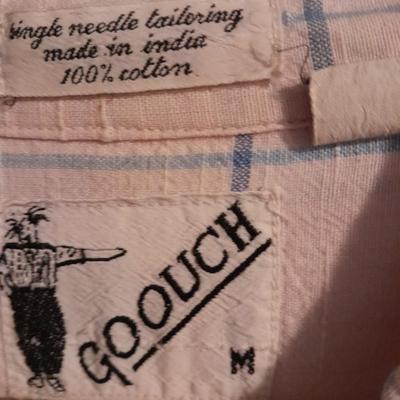 single needle tailoring
made in india
100% cotton
GOOUCH
M